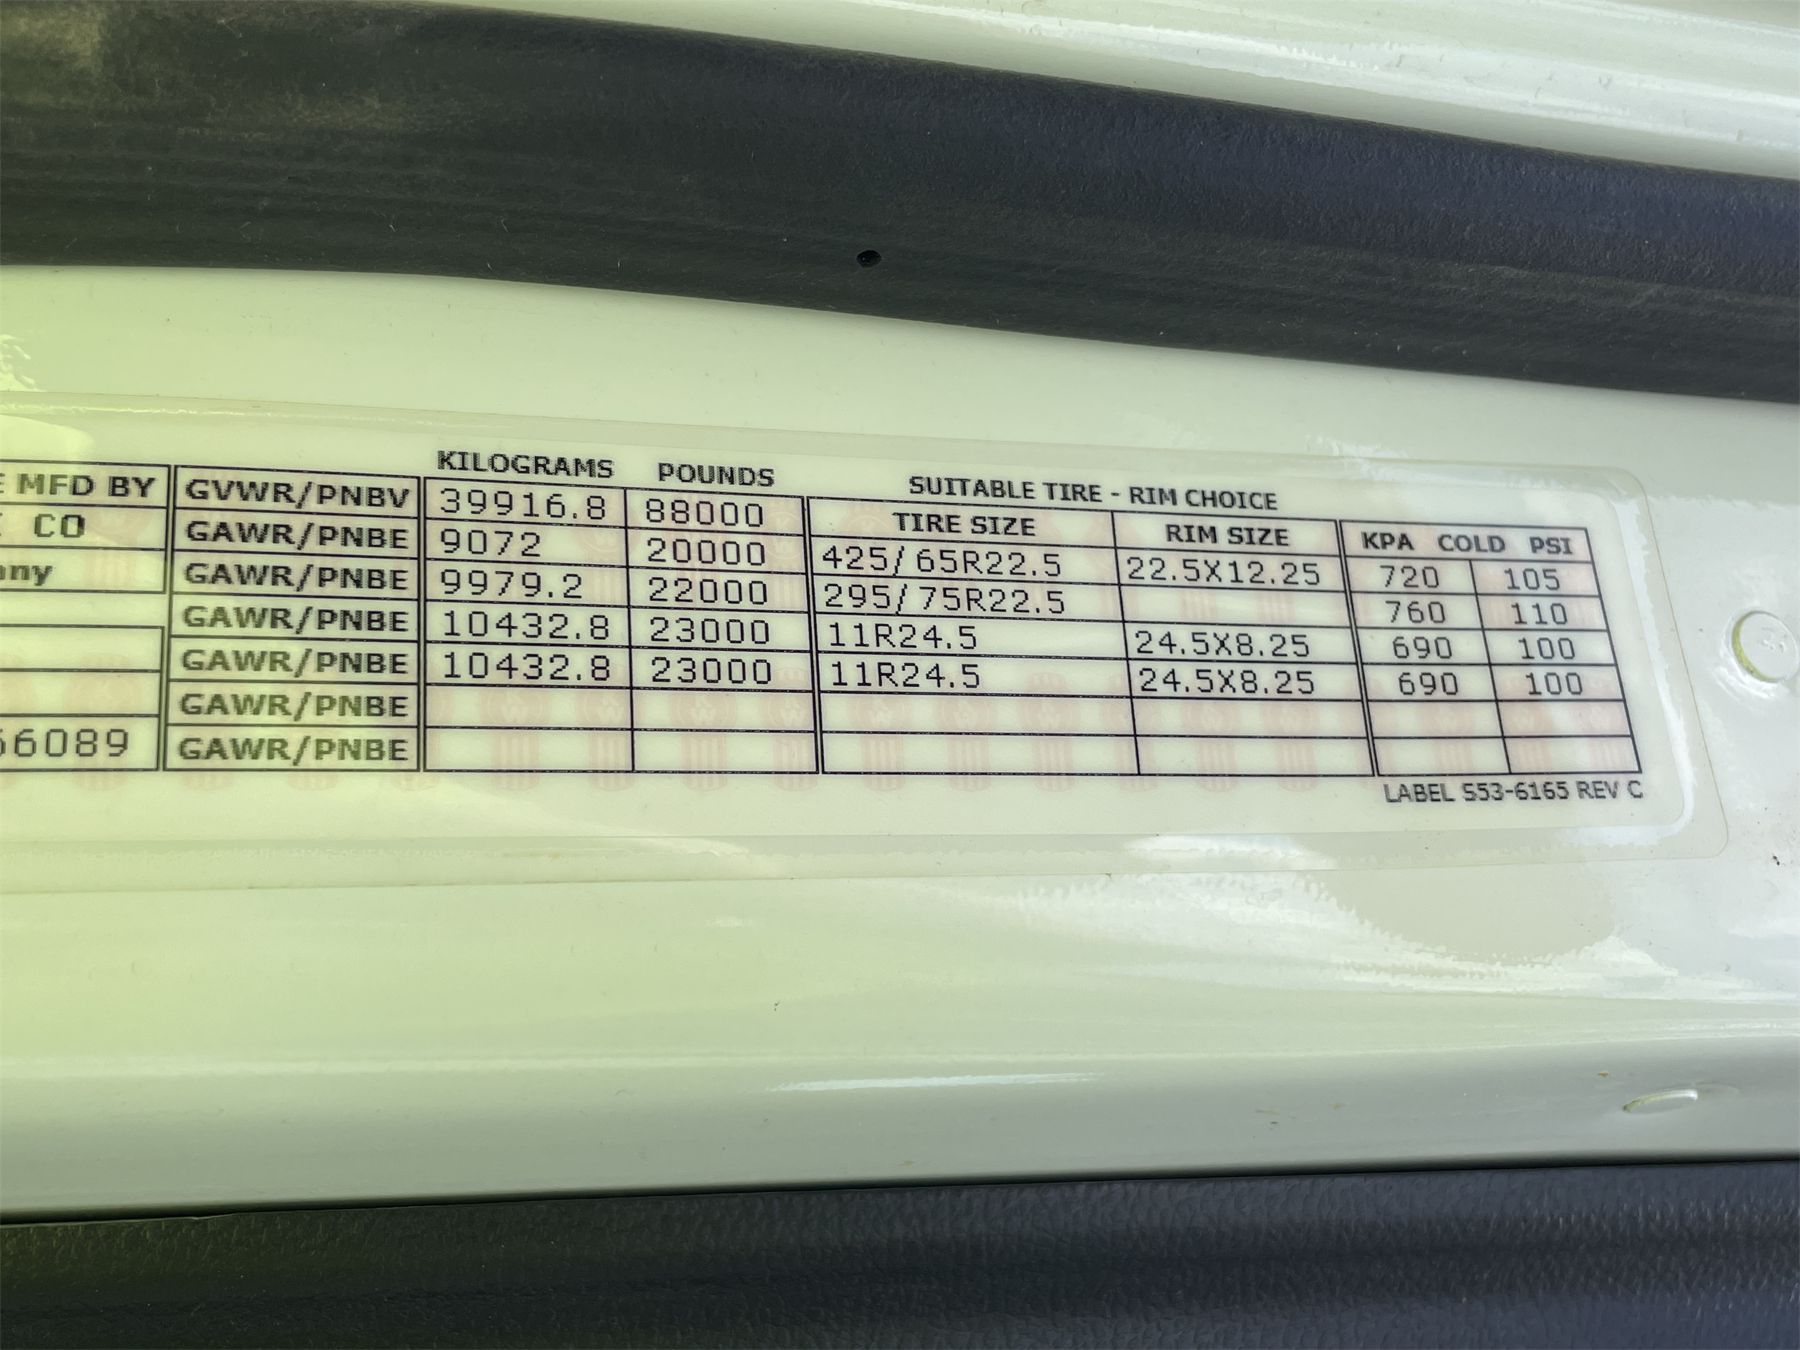 KILOGRAMS POUNDS SUITABLE TIRE - RIM CHOICE
MFD BY GVWR/PNBV 39916.8 88000 TIRE SIZE RIM SIZE KPA COLD PSI
CO GAWR/PNBE 9072 20000 425/65R22.5 22.5X12.25 720 105
GAWR/PNBE 9979.2 22000 295/75R22.5 760 110
GAWR/PNBE 10432.8 23000 11R24.5 24.5X8.25 690 100
GAWR/PNBE 10432.8 23000 11R24.5 24.5X8.25 690 100
GAWR/PNBE
66089 GAWR/PNBE
LABEL S53-6165 REV C